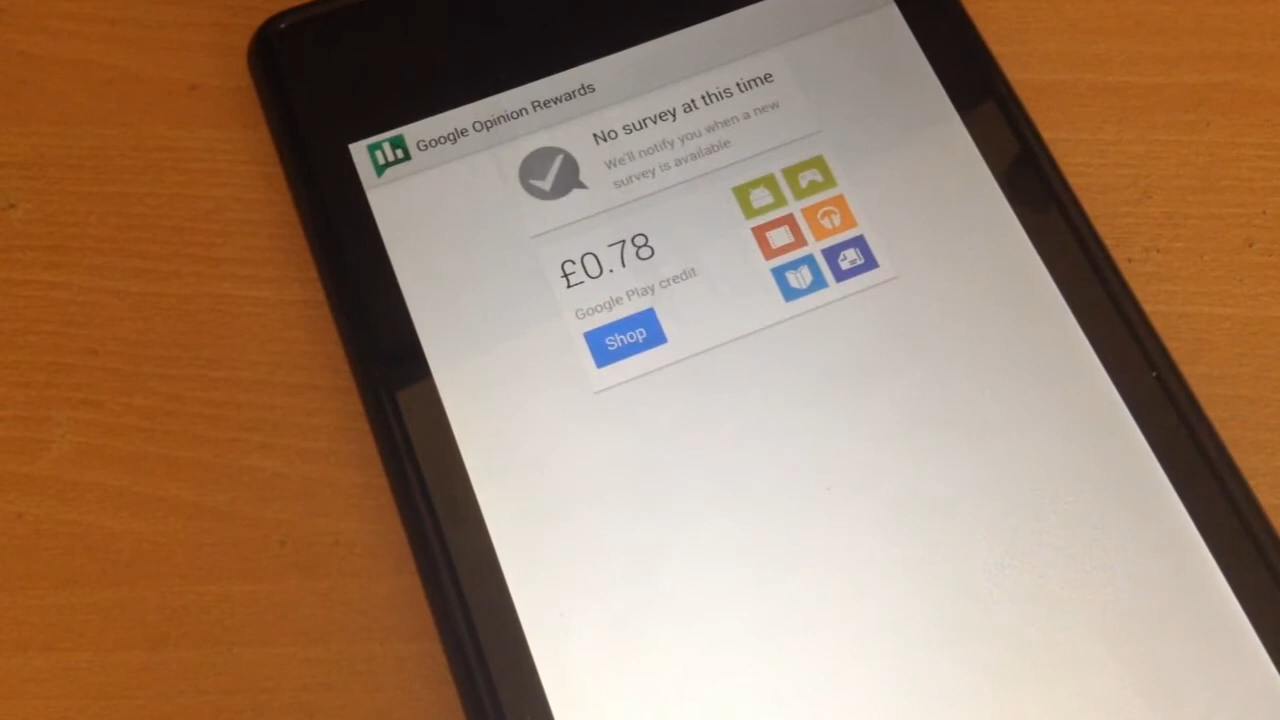 Google Opinion Rewards
No survey at this time
We'll notify you when a new
survey is available
£0.78
Google Play credit
Shop